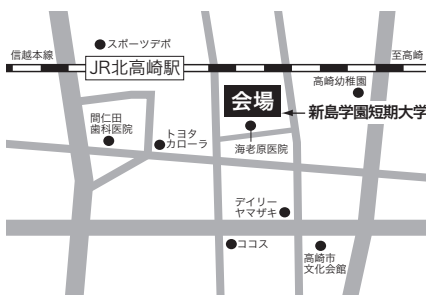 スポーツデポ
信越本線
至高崎
JR北高崎駅
高崎幼稚園
会場
新島学園短期大学
間仁田
歯科医院
トヨタ
カローラ
海老原医院
デイリー
ヤマザキ
ココス
高崎市
文化会館